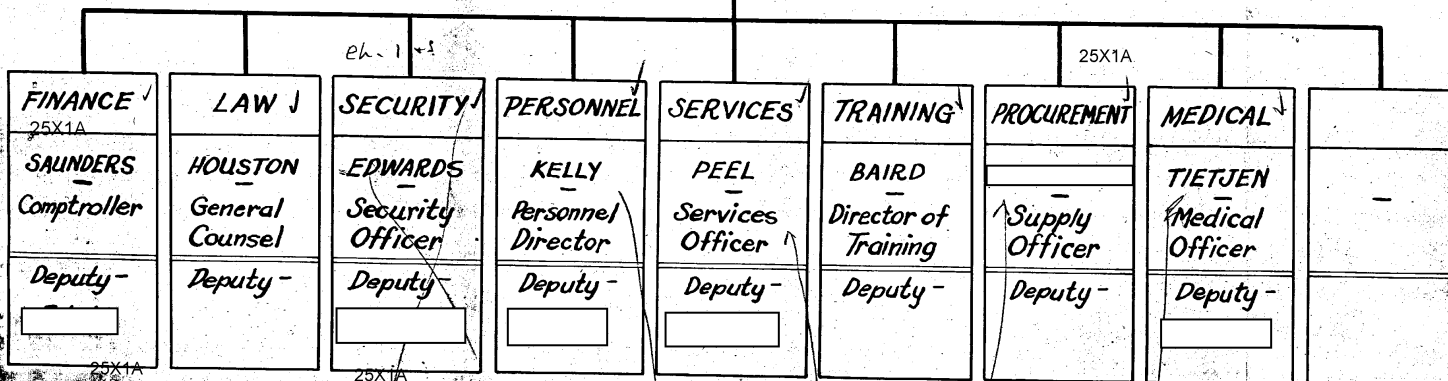 25X1A
FINANCE
25X1A
SAUNDERS
-
Comptroller
Deputy -
25X1A
LAW
HOUSTON
-
General
Counsel
Deputy -
SECURITY
EDWARDS
-
Security
Officer
Deputy -
25X1A
PERSONNEL
KELLY
-
Personnel
Director
Deputy -
SERVICES
PEEL
-
Services
Officer
Deputy -
TRAINING
BAIRD
-
Director of
Training
Deputy -
PROCUREMENT
-
Supply
Officer
Deputy -
MEDICAL
TIETJEN
-
Medical
Officer
Deputy -
-